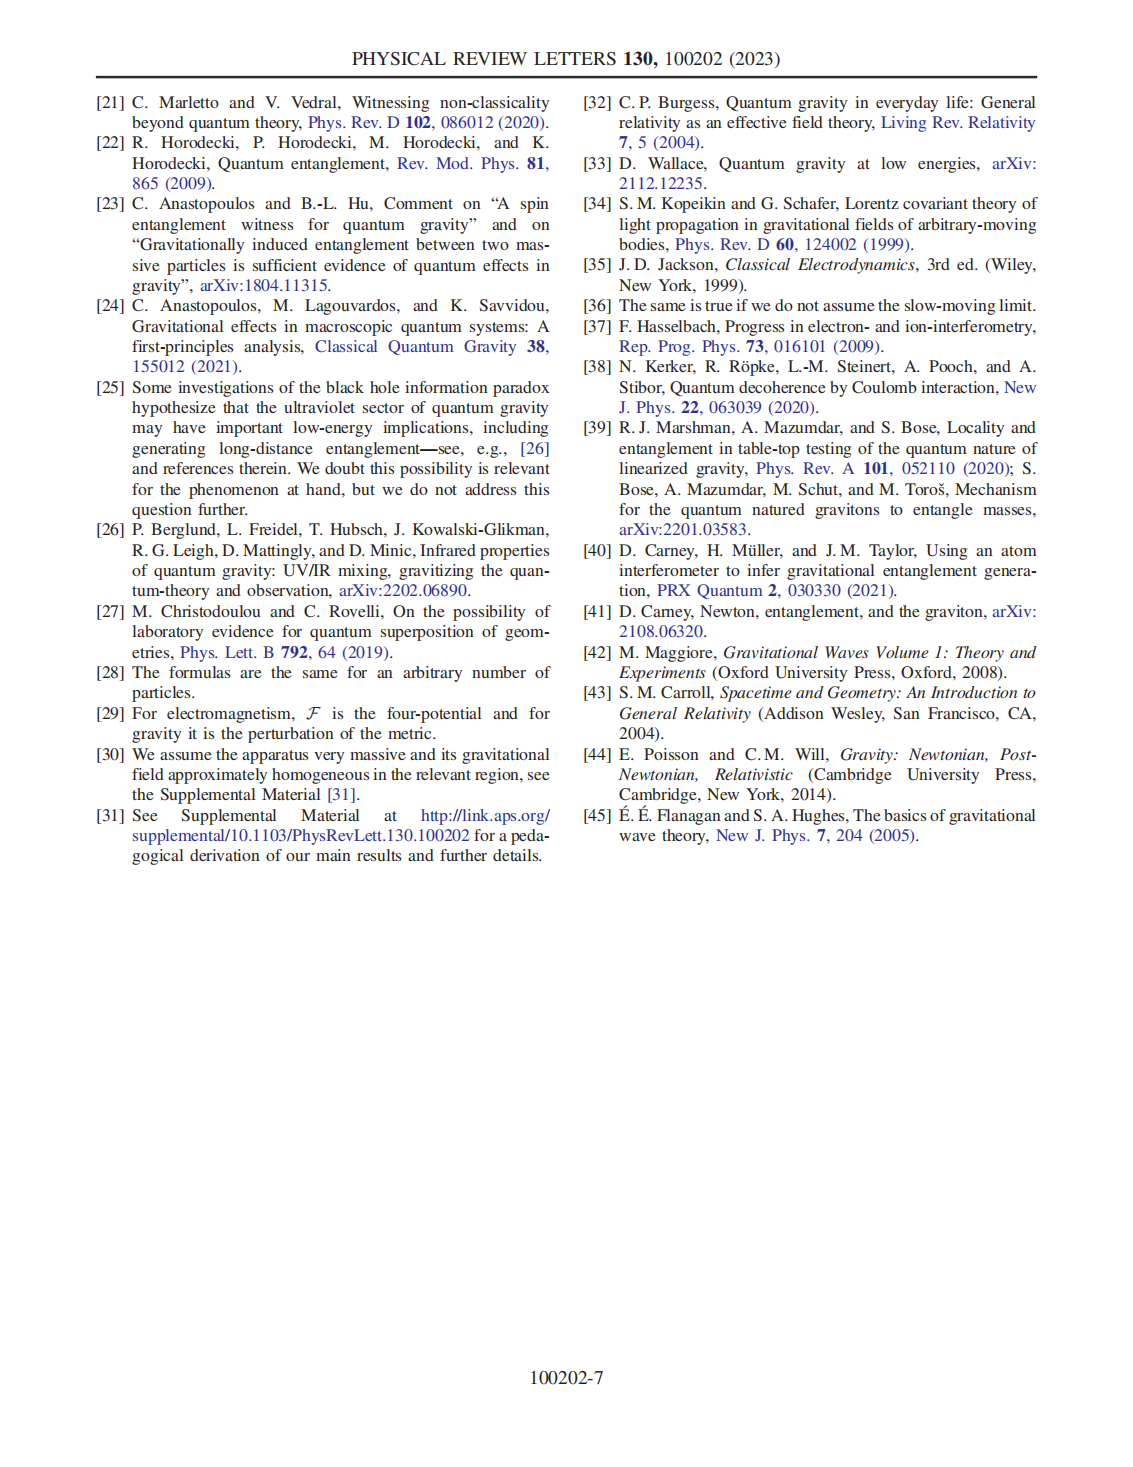 PHYSICAL REVIEW LETTERS 130, 100202 (2023)
[21] C. Marletto and V. Vedral, Witnessing non-classicality
beyond quantum theory, Phys. Rev. D 102, 086012 (2020).
[22] R. Horodecki, P. Horodecki, M. Horodecki, and K.
Horodecki, Quantum entanglement, Rev. Mod. Phys. 81,
865 (2009).
[23] C. Anastopoulos and B.-L. Hu, Comment on “A spin
entanglement witness for quantum gravity” and on
“Gravitationally induced entanglement between two mas-
sive particles is sufficient evidence of quantum effects in
gravity”, arXiv:1804.11315.
[24] C. Anastopoulos, M. Lagouvardos, and K. Savvidou,
Gravitational effects in macroscopic quantum systems: A
first-principles analysis, Classical Quantum Gravity 38,
155012 (2021).
[25] Some investigations of the black hole information paradox
hypothesize that the ultraviolet sector of quantum gravity
may have important low-energy implications, including
generating long-distance entanglement—see, e.g., [26]
and references therein. We doubt this possibility is relevant
for the phenomenon at hand, but we do not address this
question further.
[26] P. Berglund, L. Freidel, T. Hubsch, J. Kowalski-Glikman,
R. G. Leigh, D. Mattingly, and D. Minic, Infrared properties
of quantum gravity: UV/IR mixing, gravitizing the quan-
tum-theory and observation, arXiv:2202.06890.
[27] M. Christodoulou and C. Rovelli, On the possibility of
laboratory evidence for quantum superposition of geom-
etries, Phys. Lett. B 792, 64 (2019).
[28] The formulas are the same for an arbitrary number of
particles.
[29] For electromagnetism, ℱ is the four-potential and for
gravity it is the perturbation of the metric.
[30] We assume the apparatus very massive and its gravitational
field approximately homogeneous in the relevant region, see
the Supplemental Material [31].
[31] See Supplemental Material at http://link.aps.org/
supplemental/10.1103/PhysRevLett.130.100202 for a peda-
gogical derivation of our main results and further details.
[32] C. P. Burgess, Quantum gravity in everyday life: General
relativity as an effective field theory, Living Rev. Relativity
7, 5 (2004).
[33] D. Wallace, Quantum gravity at low energies, arXiv:
2112.12235.
[34] S. M. Kopeikin and G. Schafer, Lorentz covariant theory of
light propagation in gravitational fields of arbitrary-moving
bodies, Phys. Rev. D 60, 124002 (1999).
[35] J. D. Jackson, Classical Electrodynamics, 3rd ed. (Wiley,
New York, 1999).
[36] The same is true if we do not assume the slow-moving limit.
[37] F. Hasselbach, Progress in electron- and ion-interferometry,
Rep. Prog. Phys. 73, 016101 (2009).
[38] N. Kerker, R. Röpke, L.-M. Steinert, A. Pooch, and A.
Stibor, Quantum decoherence by Coulomb interaction, New
J. Phys. 22, 063039 (2020).
[39] R. J. Marshman, A. Mazumdar, and S. Bose, Locality and
entanglement in table-top testing of the quantum nature of
linearized gravity, Phys. Rev. A 101, 052110 (2020); S.
Bose, A. Mazumdar, M. Schut, and M. Toroš, Mechanism
for the quantum natured gravitons to entangle masses,
arXiv:2201.03583.
[40] D. Carney, H. Müller, and J. M. Taylor, Using an atom
interferometer to infer gravitational entanglement genera-
tion, PRX Quantum 2, 030330 (2021).
[41] D. Carney, Newton, entanglement, and the graviton, arXiv:
2108.06320.
[42] M. Maggiore, Gravitational Waves Volume 1: Theory and
Experiments (Oxford University Press, Oxford, 2008).
[43] S. M. Carroll, Spacetime and Geometry: An Introduction to
General Relativity (Addison Wesley, San Francisco, CA,
2004).
[44] E. Poisson and C. M. Will, Gravity: Newtonian, Post-
Newtonian, Relativistic (Cambridge University Press,
Cambridge, New York, 2014).
[45] É. É. Flanagan and S. A. Hughes, The basics of gravitational
wave theory, New J. Phys. 7, 204 (2005).
100202-7